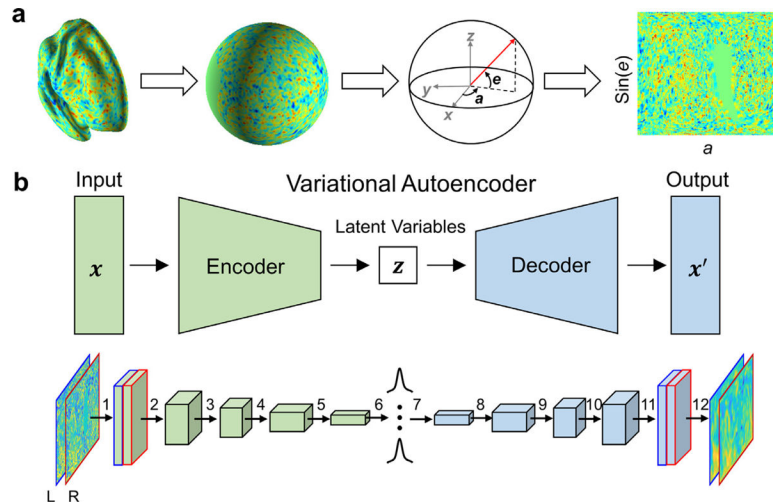 a
z
e
y
a
x
Sin(e)
a
b
Input
Variational Autoencoder
Output
Latent Variables
x
Encoder
z
Decoder
x′
1 2 3 4 5 6 7 8 9 10 11 12
L R